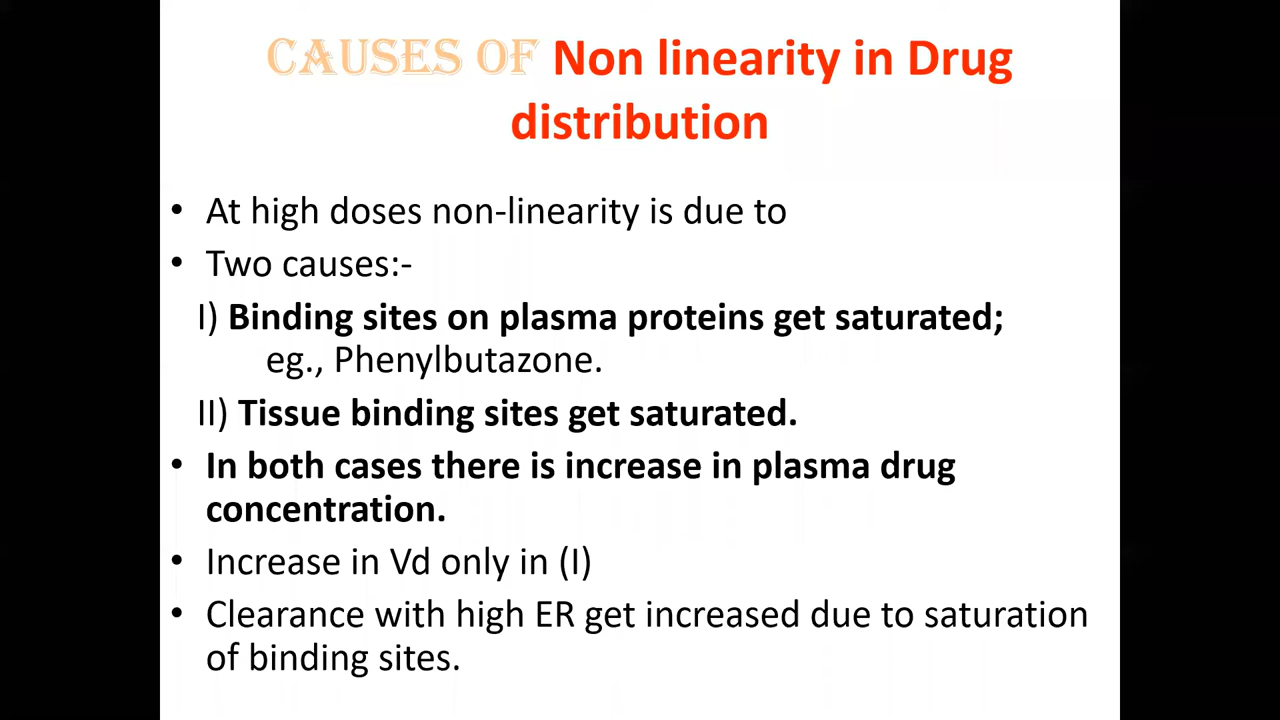 CAUSES OF Non linearity in Drug
distribution
• At high doses non-linearity is due to
• Two causes:-
I) Binding sites on plasma proteins get saturated;
eg., Phenylbutazone.
II) Tissue binding sites get saturated.
• In both cases there is increase in plasma drug
concentration.
• Increase in Vd only in (I)
• Clearance with high ER get increased due to saturation
of binding sites.